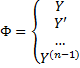 Φ = { Y
Y′
...
Y(n−1)